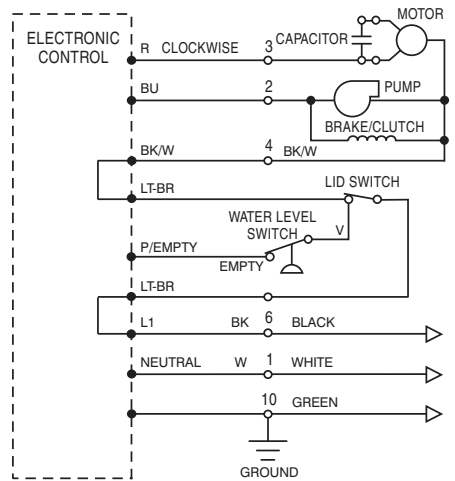 MOTOR
ELECTRONIC
CONTROL
R CLOCKWISE 3 CAPACITOR
BU 2 PUMP
BRAKE/CLUTCH
BK/W 4 BK/W
LT-BR LID SWITCH
WATER LEVEL
SWITCH V
P/EMPTY
EMPTY
LT-BR
L1 BK 6 BLACK
NEUTRAL W 1 WHITE
10 GREEN
GROUND